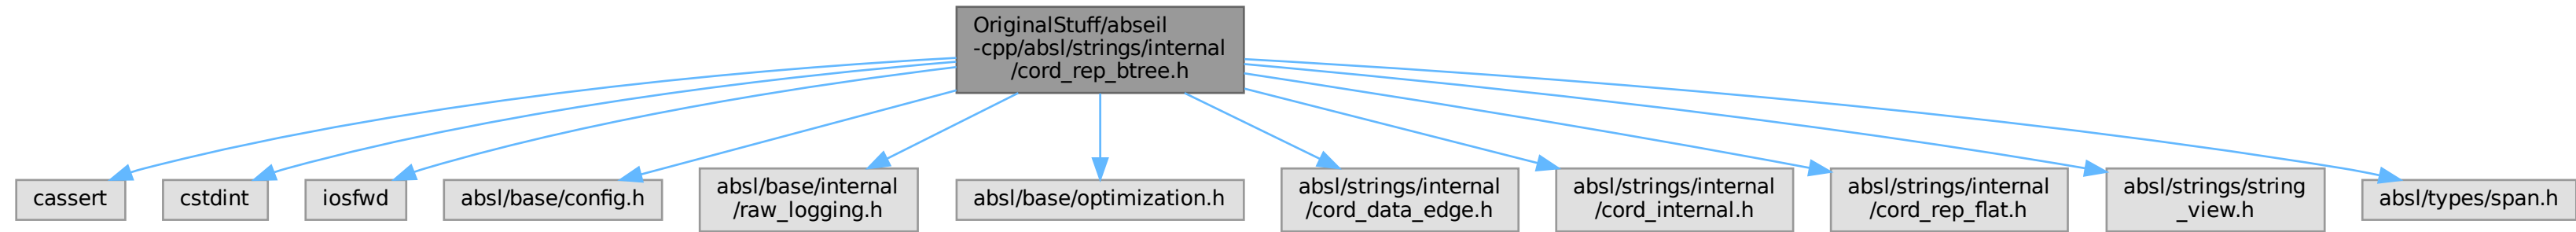 OriginalStuff/abseil
-cpp/absl/strings/internal
/cord_rep_btree.h
cassert
cstdint
iosfwd
absl/base/config.h
absl/base/internal
/raw_logging.h
absl/base/optimization.h
absl/strings/internal
/cord_data_edge.h
absl/strings/internal
/cord_internal.h
absl/strings/internal
/cord_rep_flat.h
absl/strings/string
_view.h
absl/types/span.h